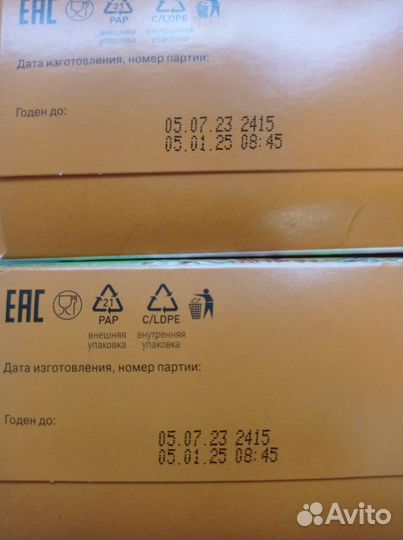 EAC
21
PAP
C/LDPE
внешняя
упаковка
внутренняя
упаковка
Дата изготовления, номер партии:
Годен до:
05.07.23 2415
05.01.25 08:45
EAC
21
PAP
C/LDPE
внешняя
упаковка
внутренняя
упаковка
Дата изготовления, номер партии:
Годен до:
05.07.23 2415
05.01.25 08:45
Avito